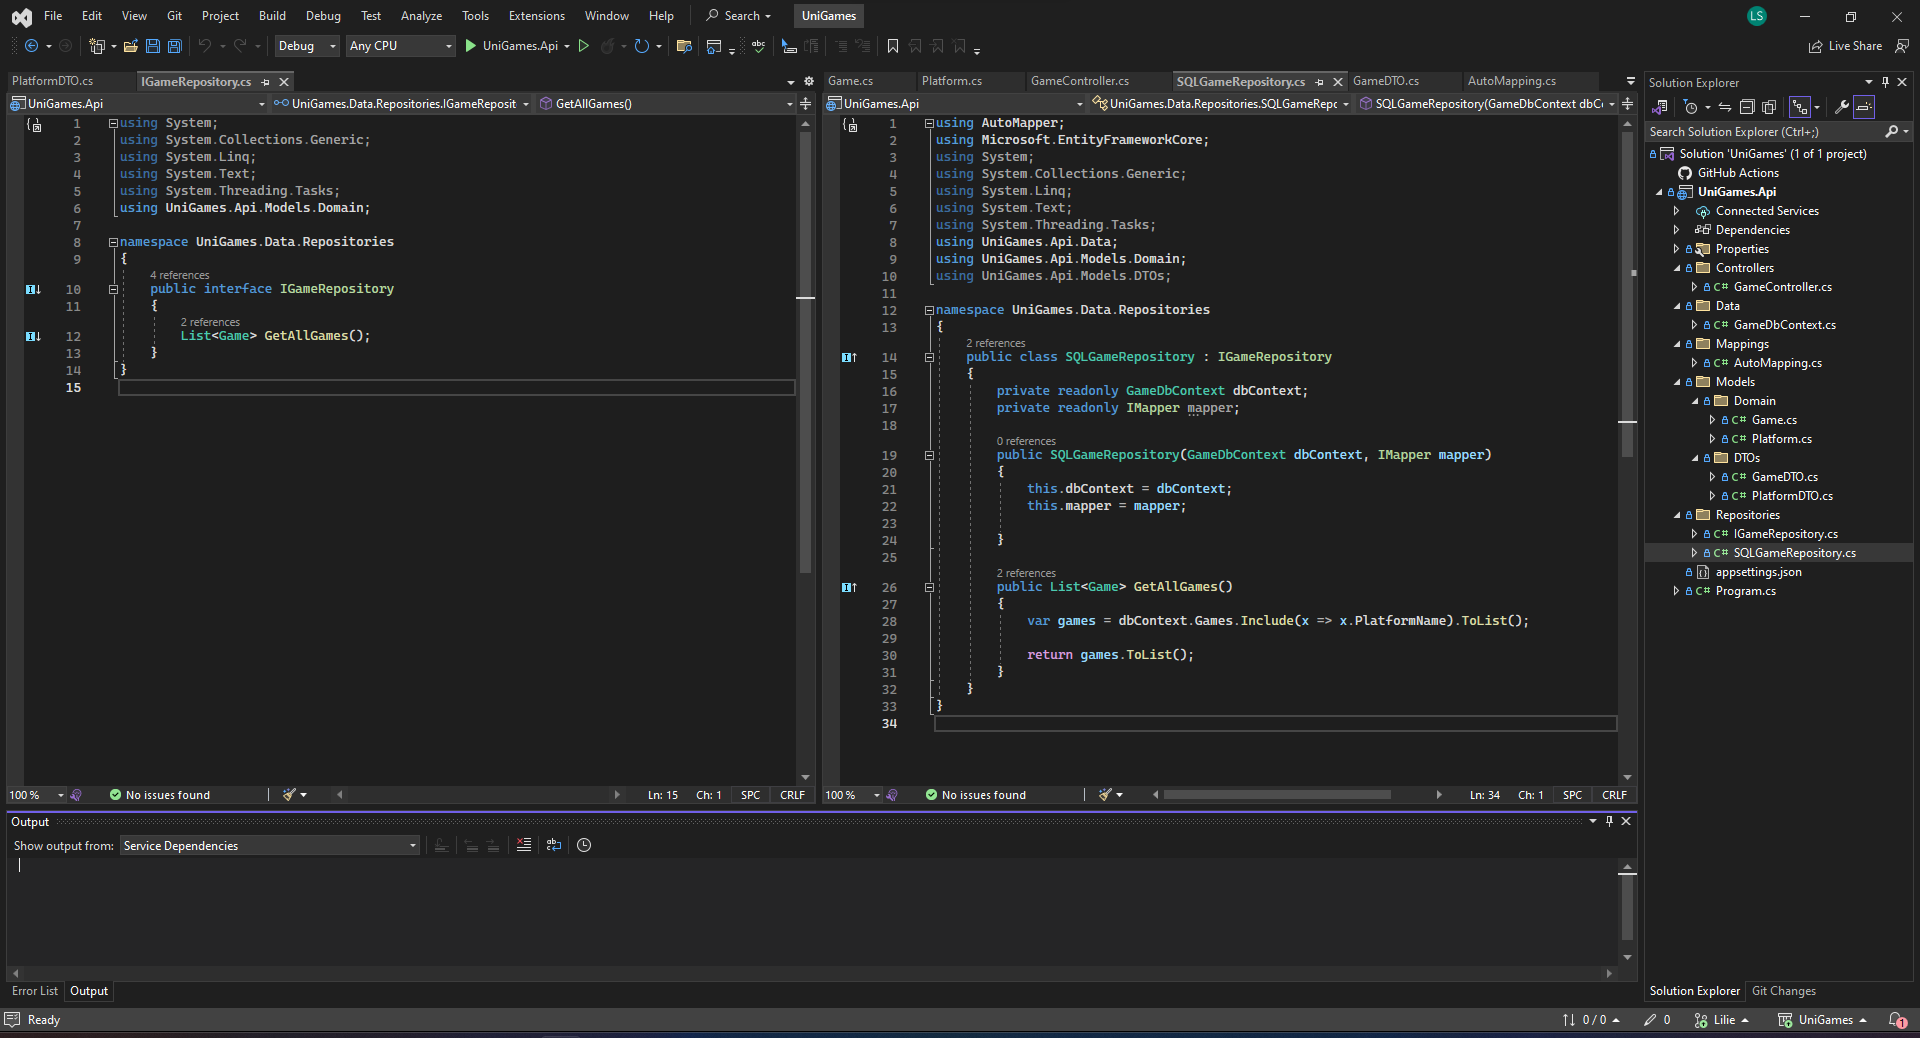 File Edit View Git Project Build Debug Test Analyze Tools Extensions Window Help Search UniGames LS
Debug Any CPU UniGames.Api Live Share
PlatformDTO.cs IGameRepository.cs
UniGames.Api UniGames.Data.Repositories.IGameReposit GetAllGames()
1 using System;
2 using System.Collections.Generic;
3 using System.Linq;
4 using System.Text;
5 using System.Threading.Tasks;
6 using UniGames.Api.Models.Domain;
7
8 namespace UniGames.Data.Repositories
9 {
4 references
10 public interface IGameRepository
11 {
2 references
12 List<Game> GetAllGames();
13 }
14 }
15
100 % No issues found Ln: 15 Ch: 1 SPC CRLF
Game.cs Platform.cs GameController.cs SQLGameRepository.cs GameDTO.cs AutoMapping.cs
UniGames.Api UniGames.Data.Repositories.SQLGameRepc SQLGameRepository(GameDbContext dbC
1 using AutoMapper;
2 using Microsoft.EntityFrameworkCore;
3 using System;
4 using System.Collections.Generic;
5 using System.Linq;
6 using System.Text;
7 using System.Threading.Tasks;
8 using UniGames.Api.Data;
9 using UniGames.Api.Models.Domain;
10 using UniGames.Api.Models.DTOs;
11
12 namespace UniGames.Data.Repositories
13 {
2 references
14 public class SQLGameRepository : IGameRepository
15 {
16 private readonly GameDbContext dbContext;
17 private readonly IMapper mapper;
18
0 references
19 public SQLGameRepository(GameDbContext dbContext, IMapper mapper)
20 {
21 this.dbContext = dbContext;
22 this.mapper = mapper;
23
24 }
25
2 references
26 public List<Game> GetAllGames()
27 {
28 var games = dbContext.Games.Include(x => x.PlatformName).ToList();
29
30 return games.ToList();
31 }
32 }
33 }
34
100 % No issues found Ln: 34 Ch: 1 SPC CRLF
Solution Explorer
Search Solution Explorer (Ctrl+;)
Solution 'UniGames' (1 of 1 project)
GitHub Actions
UniGames.Api
Connected Services
Dependencies
Properties
Controllers
C# GameController.cs
Data
C# GameDbContext.cs
Mappings
C# AutoMapping.cs
Models
Domain
C# Game.cs
C# Platform.cs
DTOs
C# GameDTO.cs
C# PlatformDTO.cs
Repositories
C# IGameRepository.cs
C# SQLGameRepository.cs
appsettings.json
C# Program.cs
Output
Show output from: Service Dependencies
Error List Output
Solution Explorer Git Changes
Ready 0 / 0 0 Lilie UniGames 1